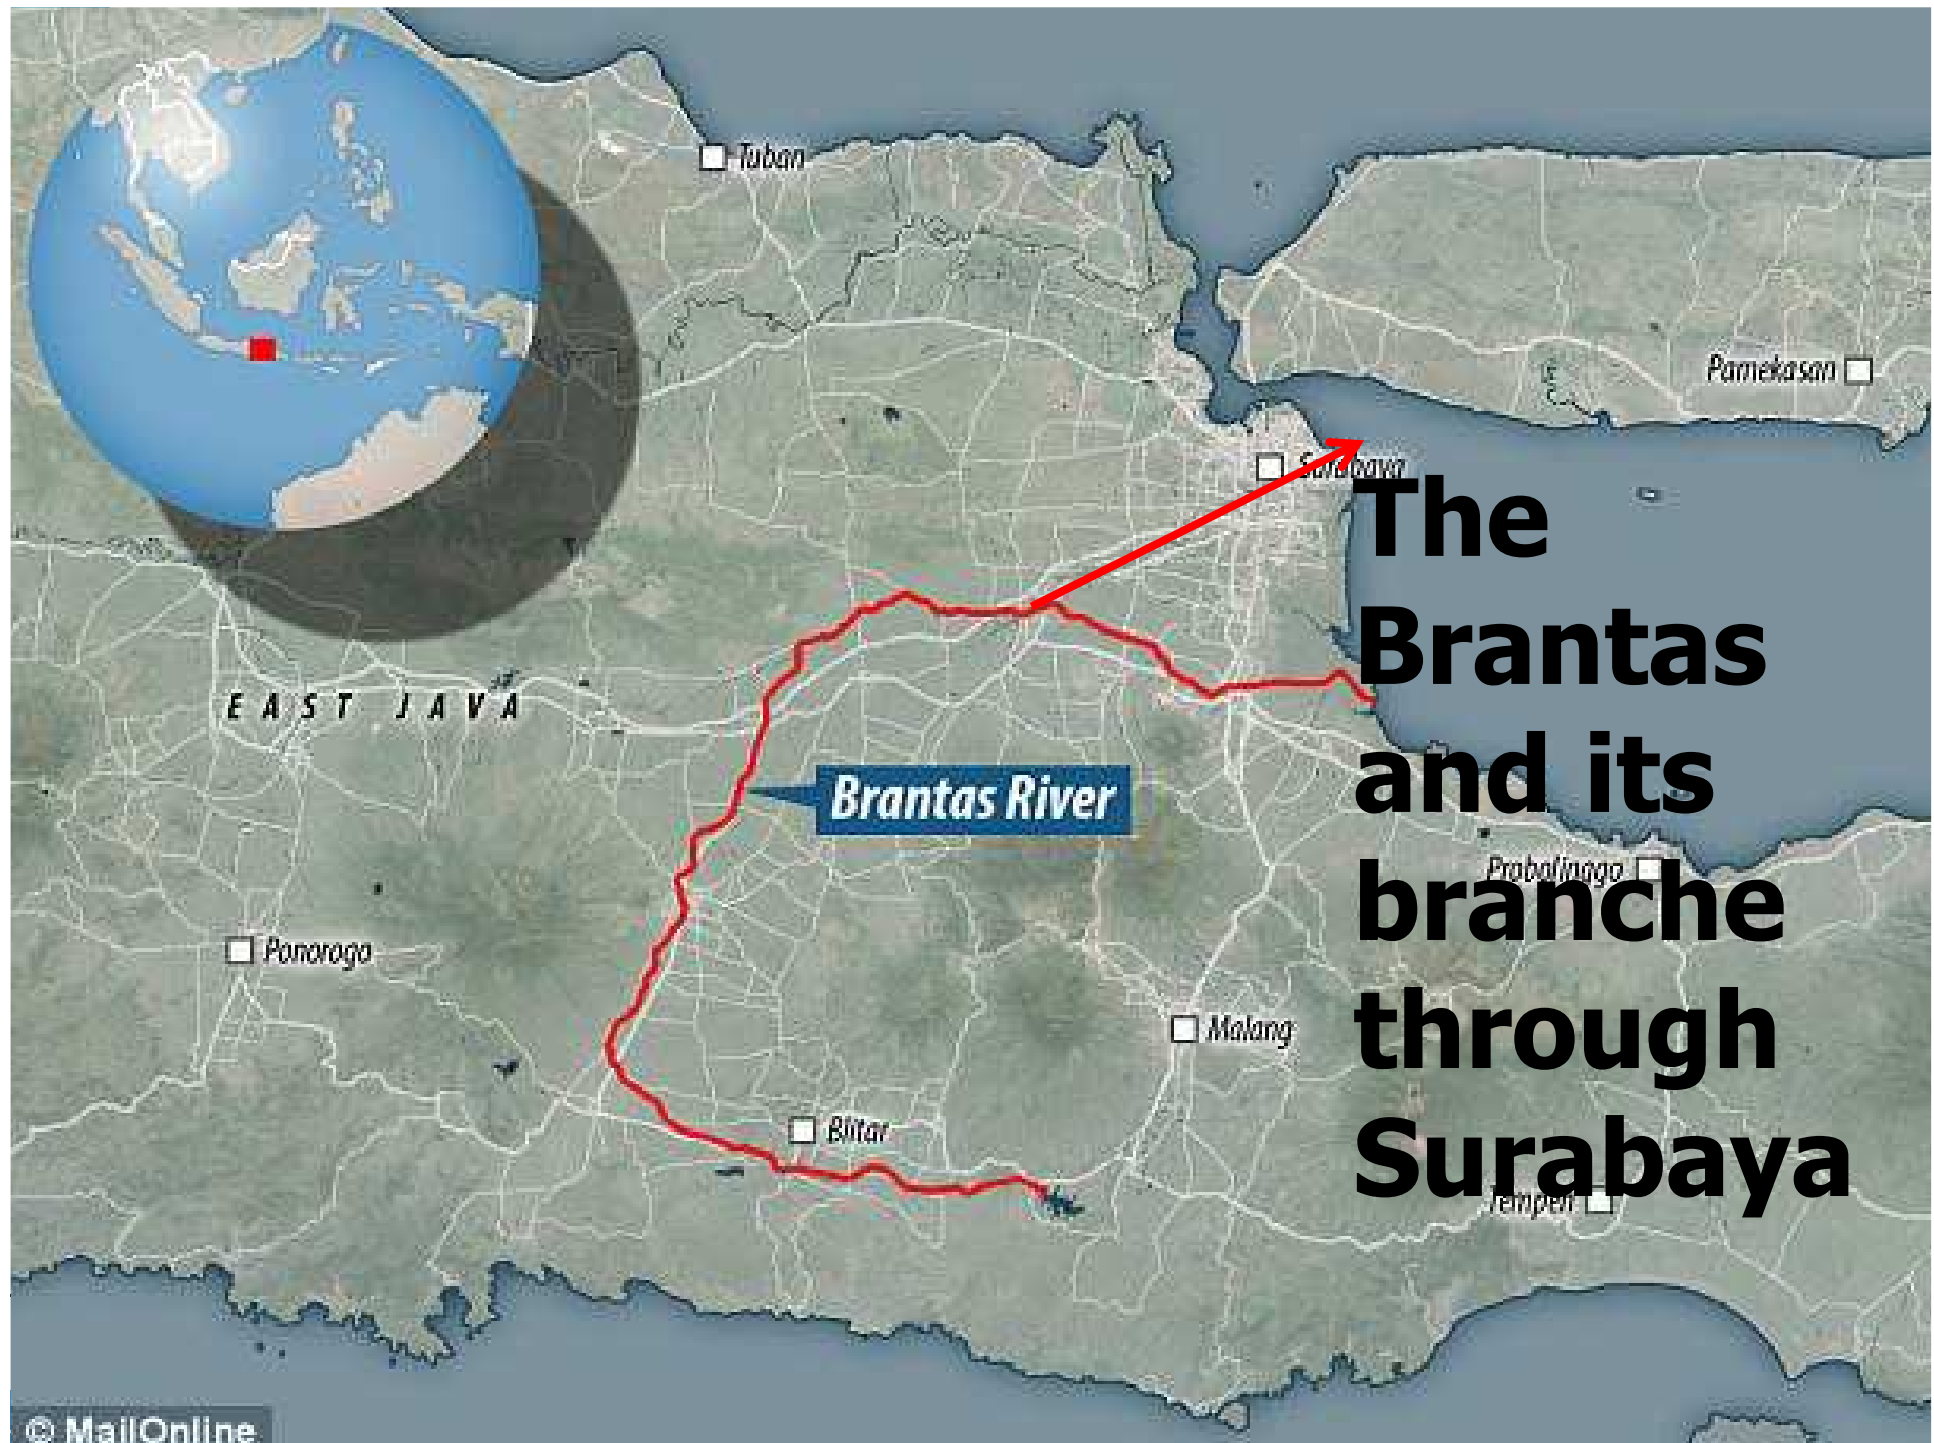 Tuban
Pamekasan
Surabaya
The
Brantas
and its
branche
through
Surabaya
EAST JAVA
Brantas River
Probolinggo
Ponorogo
Malang
Blitar
Tempeh
© MailOnline